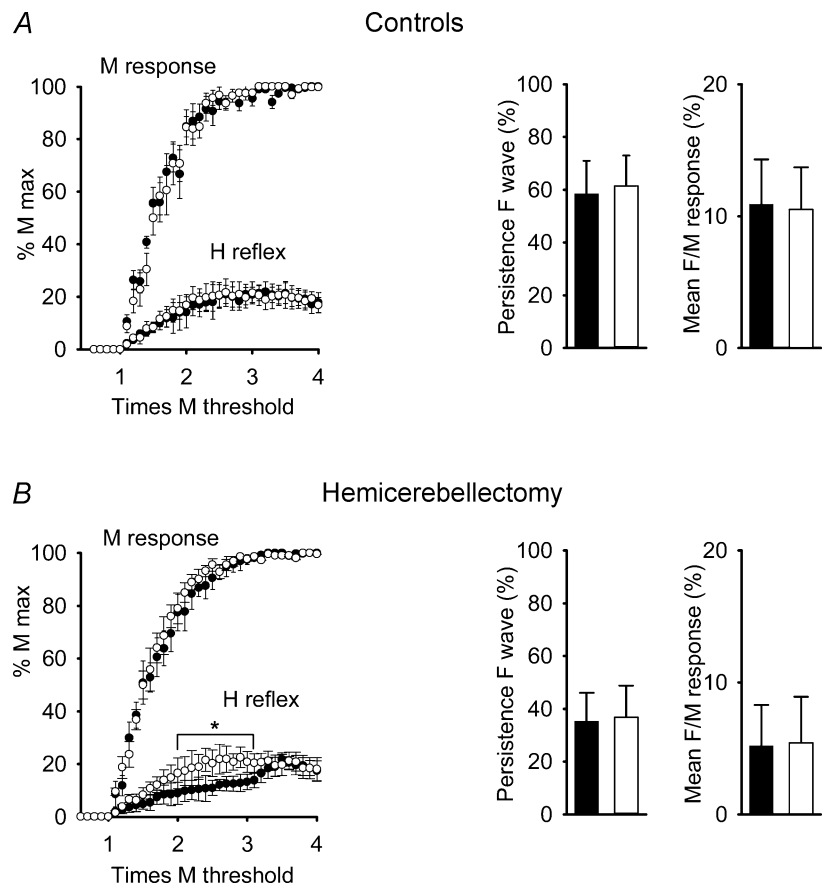 A
Controls
M response
H reflex
% M max
100
80
60
40
20
0
1
2
3
4
Times M threshold
Persistence F wave (%)
100
80
60
40
20
0
Mean F/M response (%)
20
10
0
B
Hemicerebellectomy
M response
H reflex
*
% M max
100
80
60
40
20
0
1
2
3
4
Times M threshold
Persistence F wave (%)
100
80
60
40
20
0
Mean F/M response (%)
20
10
0